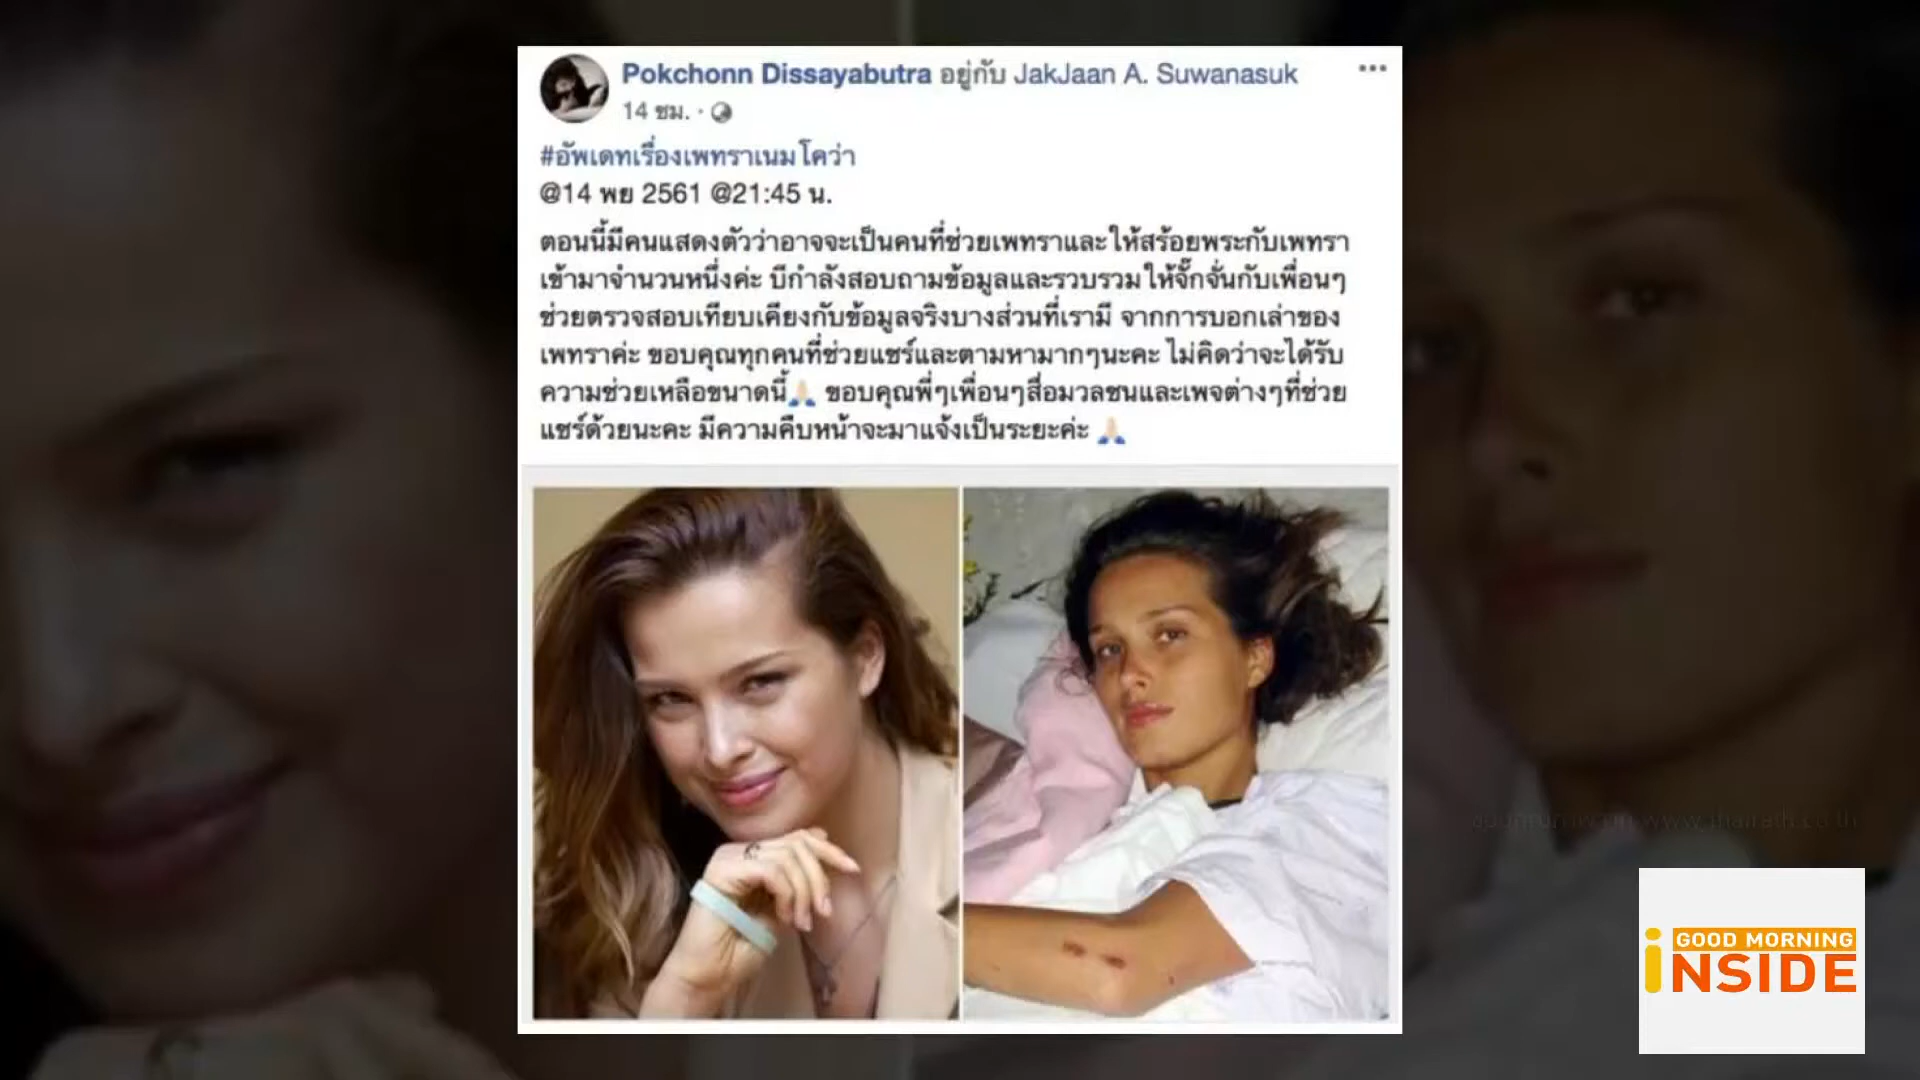 Pokchonn Dissayabutra อยู่กับ JakJaan A. Suwanasuk
14 ชม.
#อัพเดทเรื่องเพทราเนมโคว่า
@14 พย 2561 @21:45 น.
ตอนนี้มีคนแสดงตัวว่าอาจจะเป็นคนที่ช่วยเพทราและให้สร้อยพระกับเพทรา
เข้ามาจำนวนหนึ่งค่ะ บีกำลังสอบถามข้อมูลและรวบรวมให้จั๊กจั่นกับเพื่อนๆ
ช่วยตรวจสอบเทียบเคียงกับข้อมูลจริงบางส่วนที่เรามี จากการบอกเล่าของ
เพทราค่ะ ขอบคุณทุกคนที่ช่วยแชร์และตามหามากๆนะคะ ไม่คิดว่าจะได้รับ
ความช่วยเหลือขนาดนี้🙏🏻 ขอบคุณพี่ๆเพื่อนๆสื่อมวลชนและเพจต่างๆที่ช่วย
แชร์ด้วยนะคะ มีความคืบหน้าจะมาแจ้งเป็นระยะค่ะ 🙏🏻
www.thairath.co.th
GOOD MORNING
iNSIDE